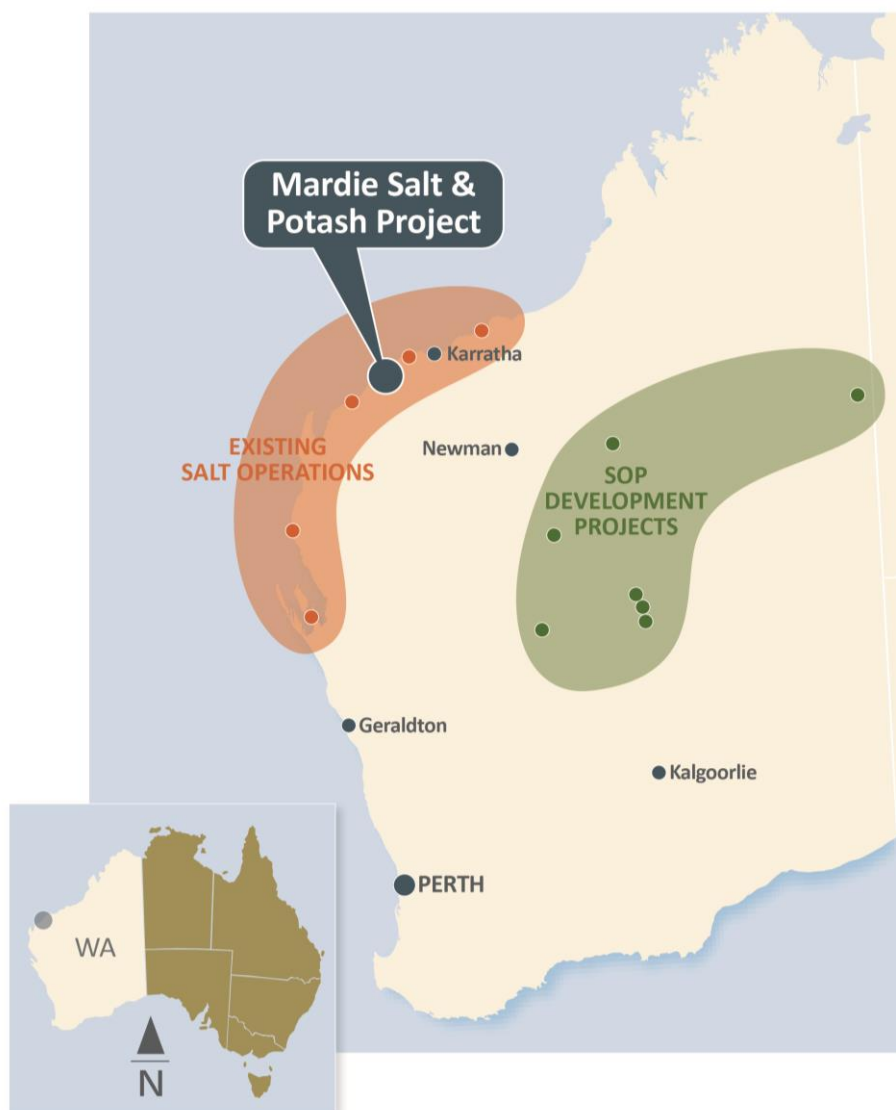 Mardie Salt &
Potash Project
Karratha
EXISTING
SALT OPERATIONS
Newman
SOP
DEVELOPMENT
PROJECTS
Geraldton
Kalgoorlie
PERTH
WA
N